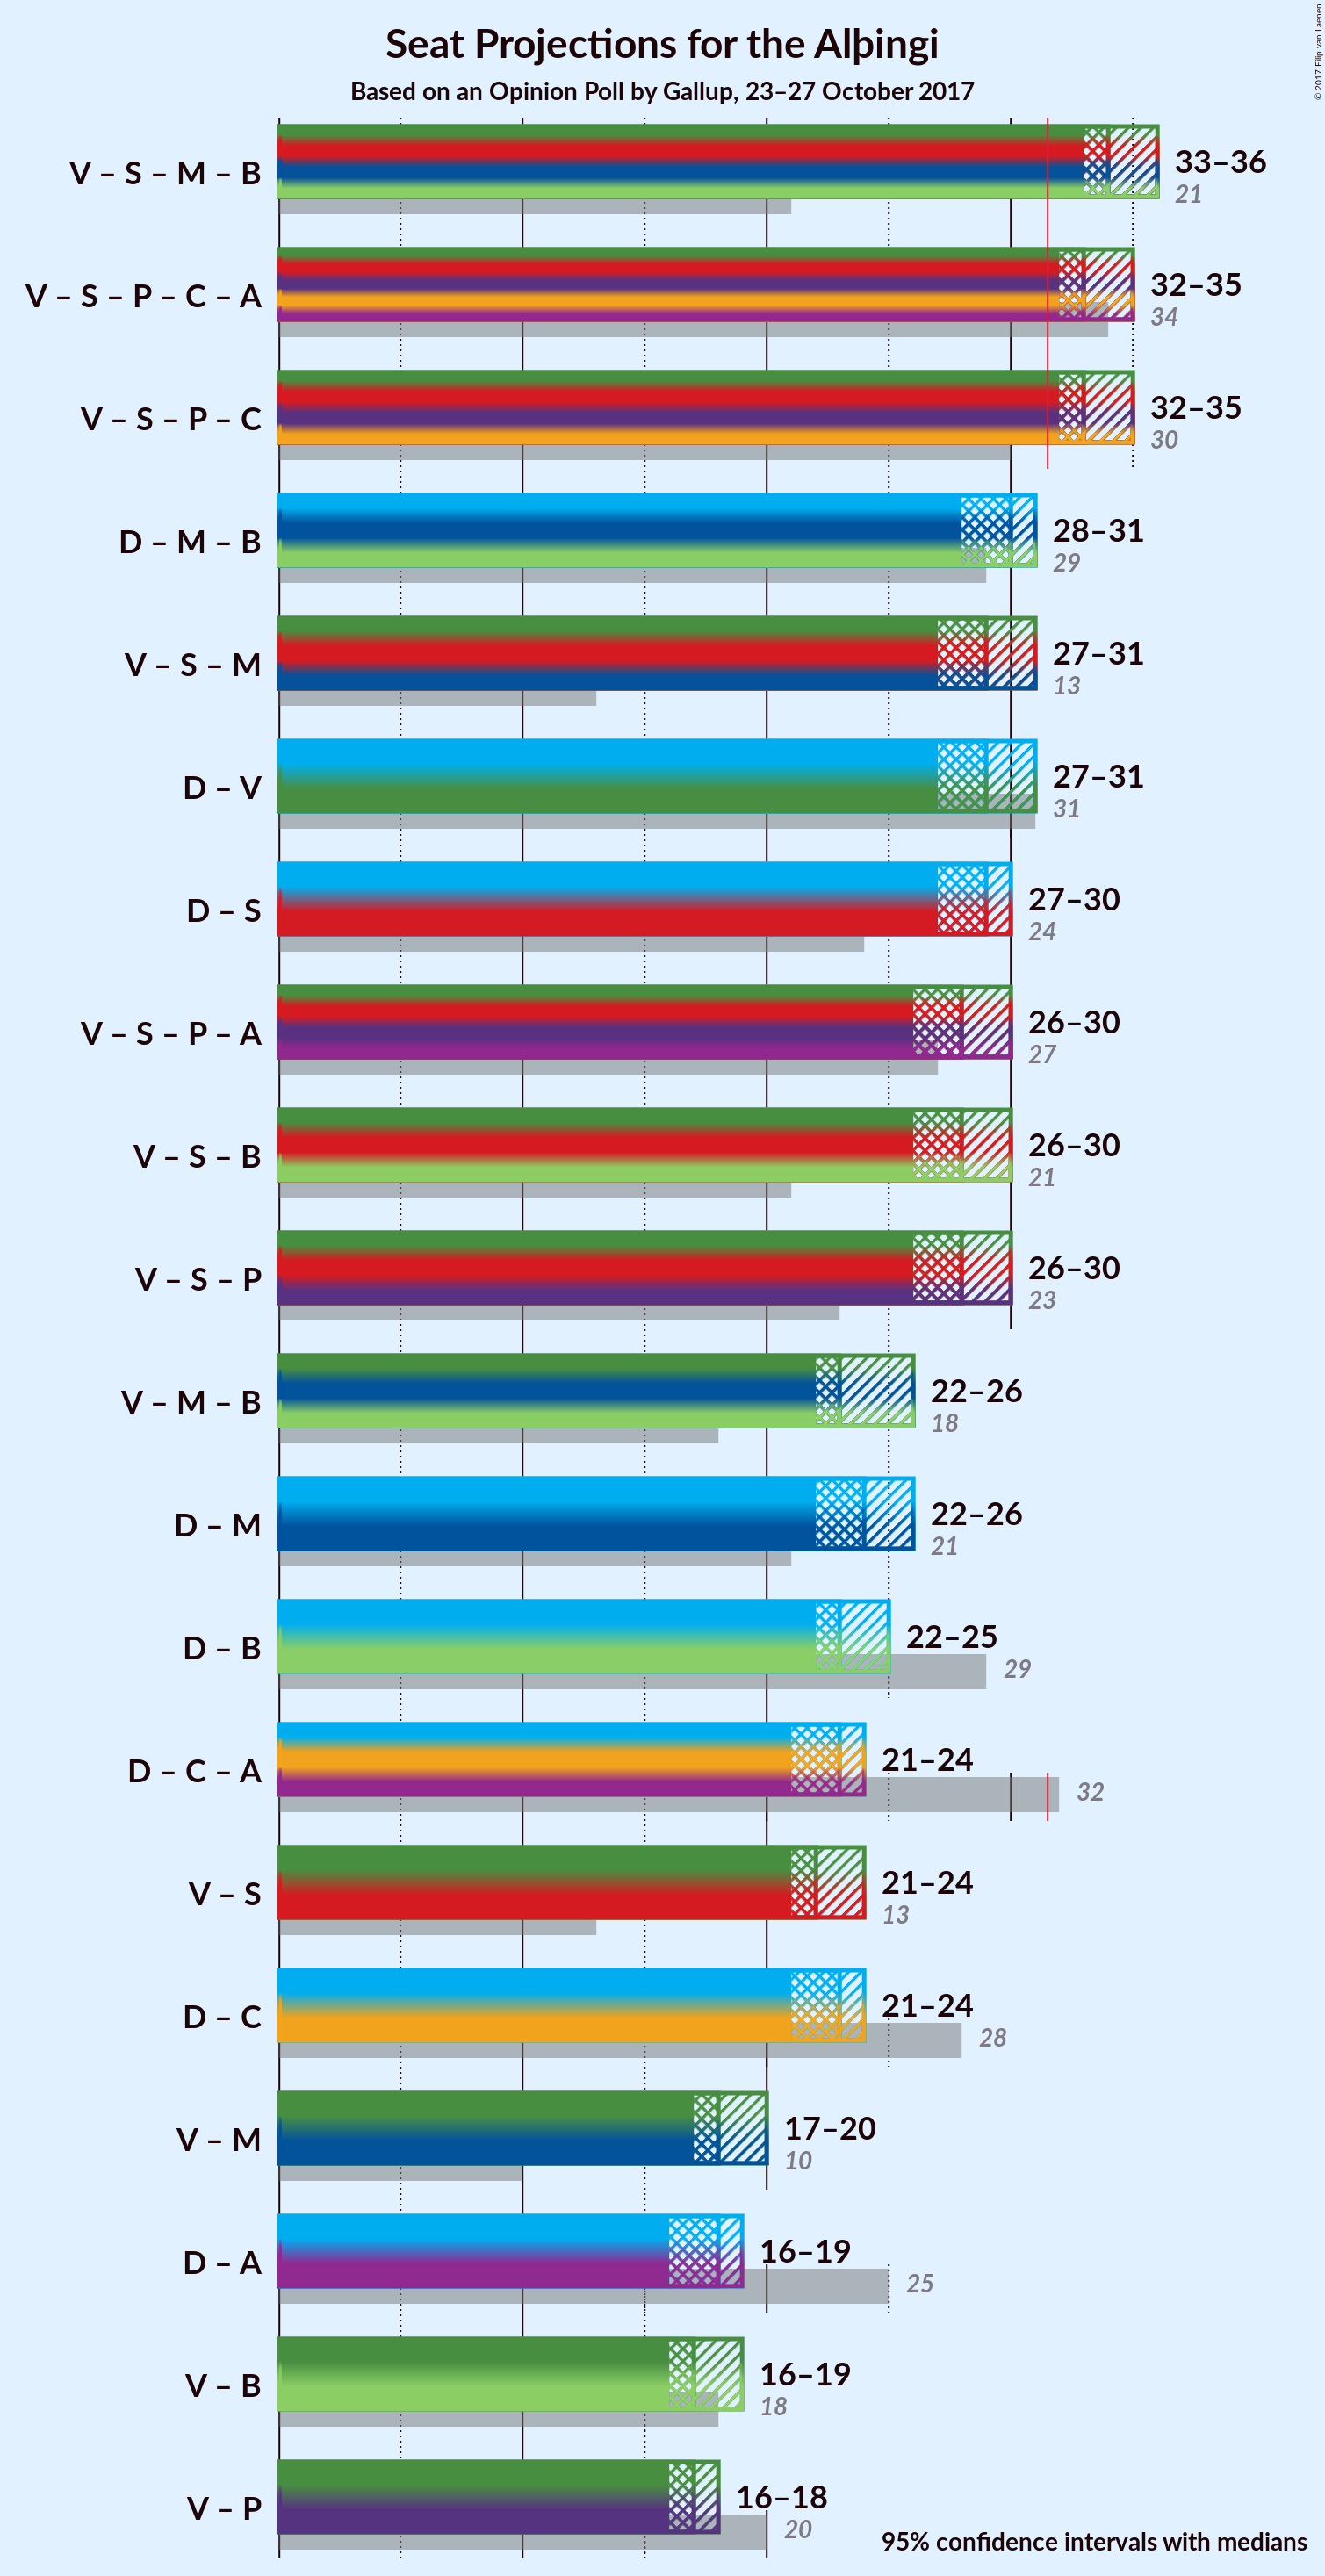 © 2017 Filip van Laenen
Seat Projections for the Alþingi
Based on an Opinion Poll by Gallup, 23–27 October 2017
V – S – M – B
33–36
21
V – S – P – C – A
32–35
34
V – S – P – C
32–35
30
D – M – B
28–31
29
V – S – M
27–31
13
D – V
27–31
31
D – S
27–30
24
V – S – P – A
26–30
27
V – S – B
26–30
21
V – S – P
26–30
23
V – M – B
22–26
18
D – M
22–26
21
D – B
22–25
29
D – C – A
21–24
32
V – S
21–24
13
D – C
21–24
28
V – M
17–20
10
D – A
16–19
25
V – B
16–19
18
V – P
16–18
20
95% confidence intervals with medians